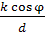 k cos φ
d